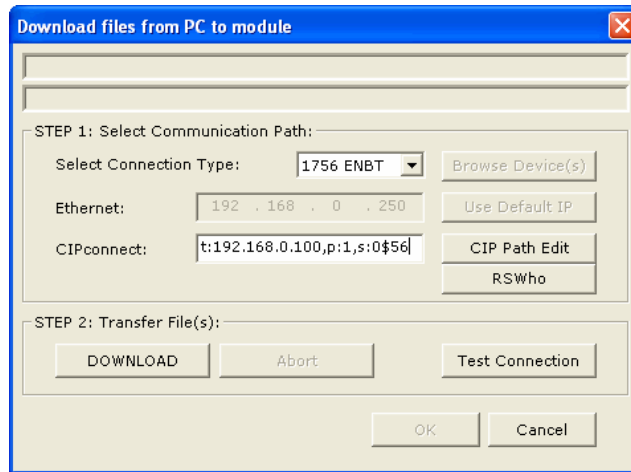 Download files from PC to module
STEP 1: Select Communication Path:
Select Connection Type:
1756 ENBT
Browse Device(s)
Ethernet:
192 . 168 . 0 . 250
Use Default IP
CIPconnect:
t:192.168.0.100,p:1,s:0$56
CIP Path Edit
RSWho
STEP 2: Transfer File(s):
DOWNLOAD
Abort
Test Connection
OK
Cancel